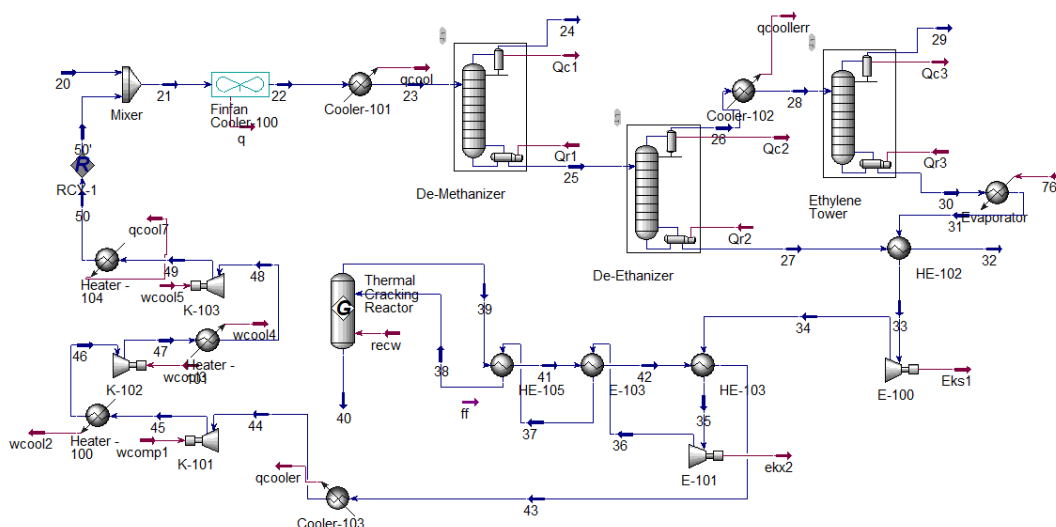 20
Mixer
21
Finfan
Cooler-100
q
22
Cooler-101
qcool
23
24
Qc1
Qr1
25
De-Methanizer
26
Cooler-102
qcoollerr
28
Qc2
Qr2
27
De-Ethanizer
29
Qc3
Qr3
Ethylene
Tower
30
76
Evaporator
31
HE-102
32
33
50'
R
RCY-1
50
qcool7
Heater -
104
49
48
wcool5
K-103
46
47
wcool4
K-102
Heater -
wcool2
Heater -
100
45
wcomp1
K-101
44
Thermal
Cracking
Reactor
G
recw
40
39
38
HE-105
ff
41
37
E-103
42
36
HE-103
34
35
E-100
Eks1
E-101
ekx2
qcooler
Cooler-103
43